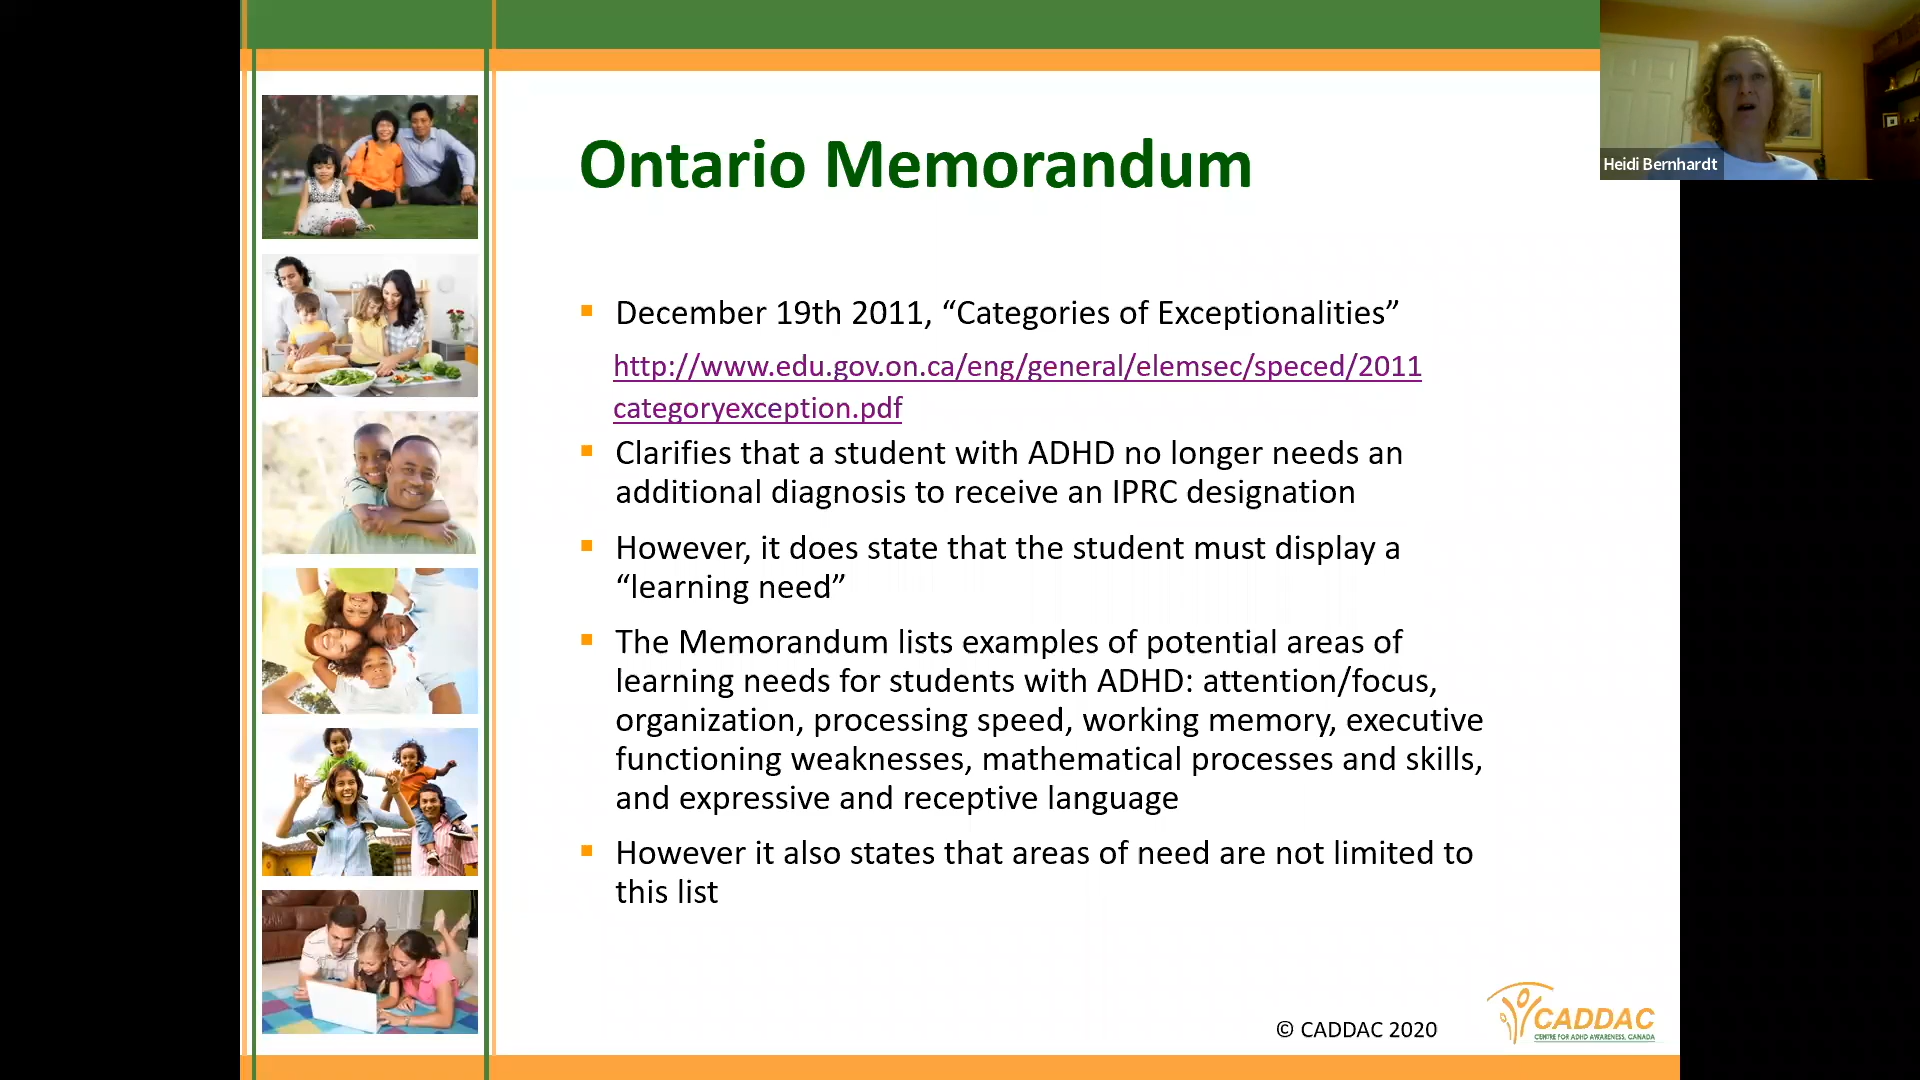 Ontario Memorandum
Heidi Bernhardt
December 19th 2011, “Categories of Exceptionalities”
http://www.edu.gov.on.ca/eng/general/elemsec/speced/2011
categoryexception.pdf
Clarifies that a student with ADHD no longer needs an
additional diagnosis to receive an IPRC designation
However, it does state that the student must display a
“learning need”
The Memorandum lists examples of potential areas of
learning needs for students with ADHD: attention/focus,
organization, processing speed, working memory, executive
functioning weaknesses, mathematical processes and skills,
and expressive and receptive language
However it also states that areas of need are not limited to
this list
© CADDAC 2020
CADDAC
CENTRE FOR ADHD AWARENESS, CANADA